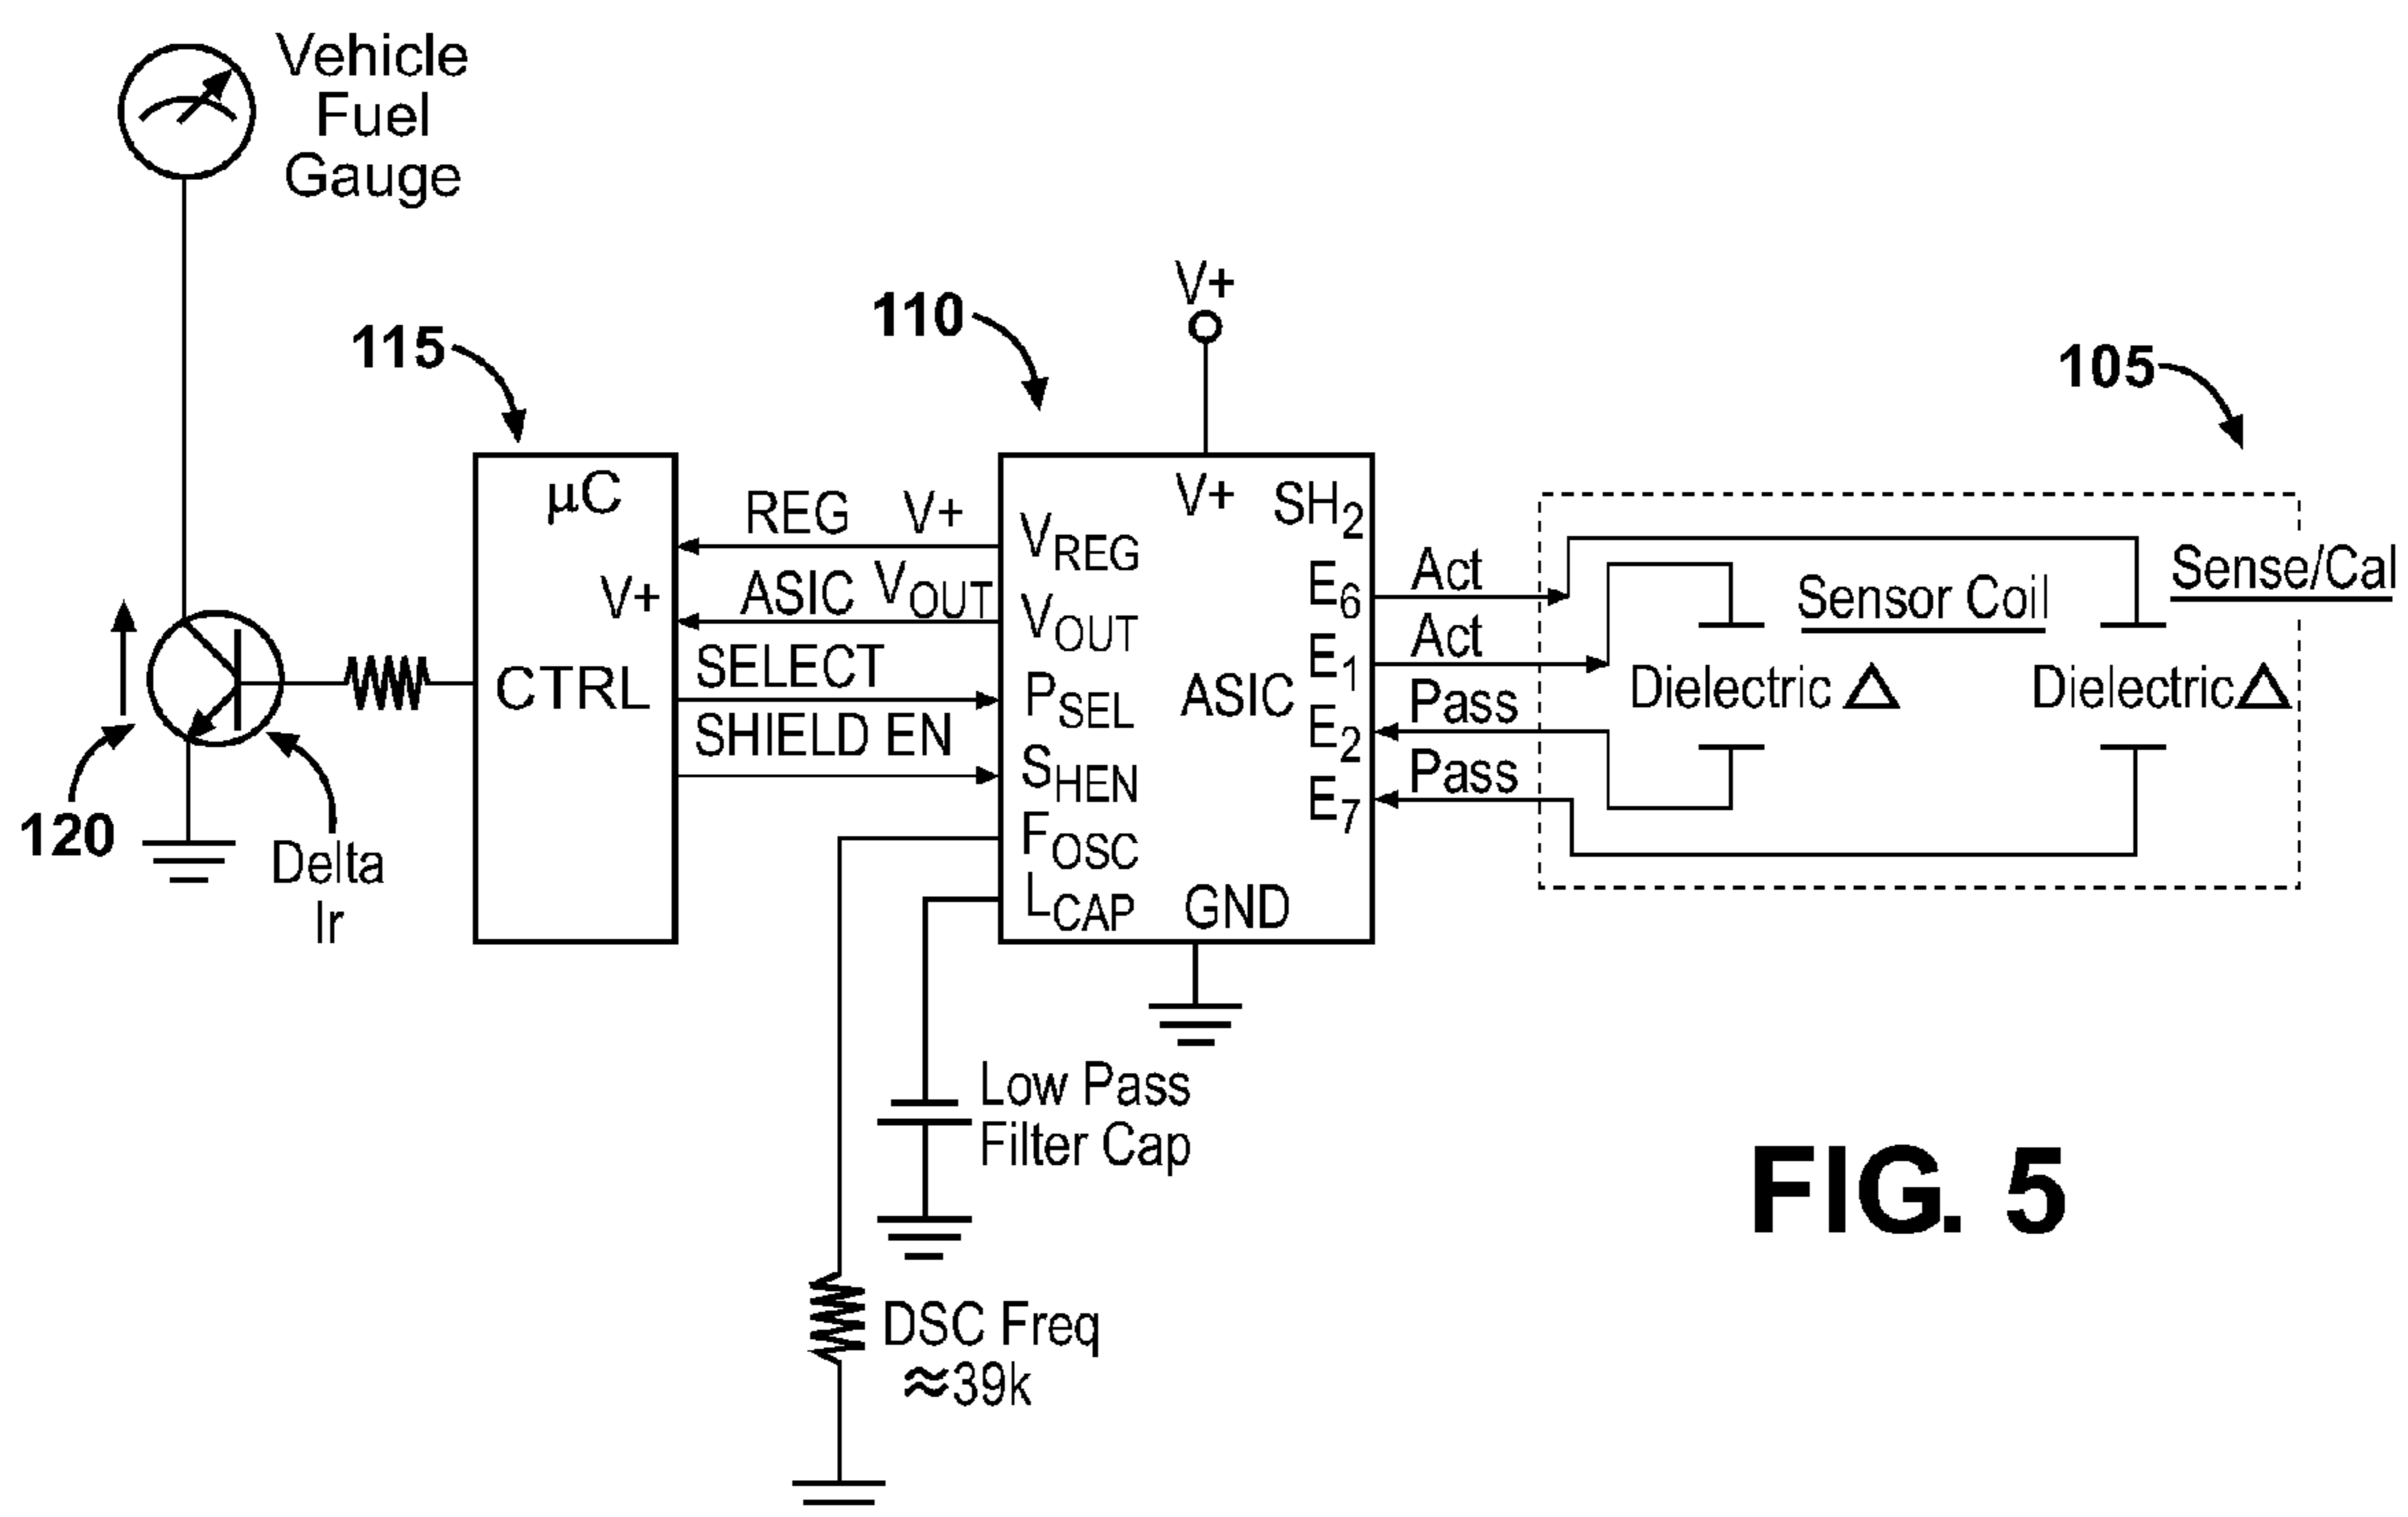 Vehicle
Fuel
Gauge
V+
110
115
105
µC
V+
CTRL
REG V+
ASIC VOUT
SELECT
SHIELD EN
VREG
VOUT
PSEL
SHEN
FOSC
LCAP
V+
SH2
E6
E1
E2
E7
ASIC
GND
Act
Act
Pass
Pass
Sensor Coil
Sense/Cal
Dielectric △
Dielectric △
120
Delta
Ir
Low Pass
Filter Cap
DSC Freq
≈39k
FIG. 5